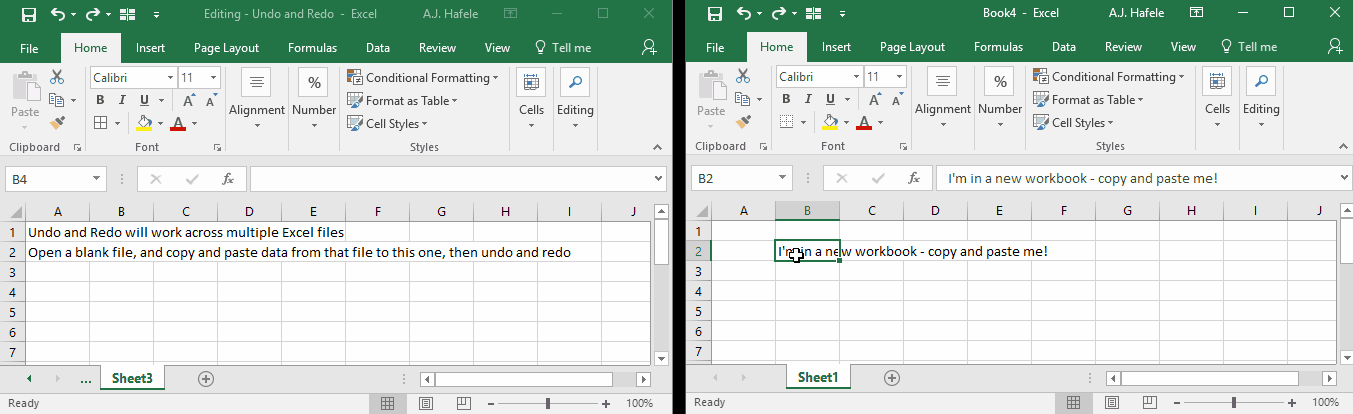 Editing - Undo and Redo - Excel
A.J. Hafele
File Home Insert Page Layout Formulas Data Review View Tell me
Paste
Calibri 11
B I U A A
A
Alignment
%
Number
Conditional Formatting
Format as Table
Cell Styles
Cells
Editing
Clipboard Font Styles
B4 fx
A B C D E F G H I J
1 Undo and Redo will work across multiple Excel files
2 Open a blank file, and copy and paste data from that file to this one, then undo and redo
3
4
5
6
7
... Sheet3
Ready 100%
Book4 - Excel
A.J. Hafele
File Home Insert Page Layout Formulas Data Review View Tell me
Paste
Calibri 11
B I U A A
A
Alignment
%
Number
Conditional Formatting
Format as Table
Cell Styles
Cells
Editing
Clipboard Font Styles
B2 fx I'm in a new workbook - copy and paste me!
A B C D E F G H I J
1
2 I'm in a new workbook - copy and paste me!
3
4
5
6
7
Sheet1
Ready 100%